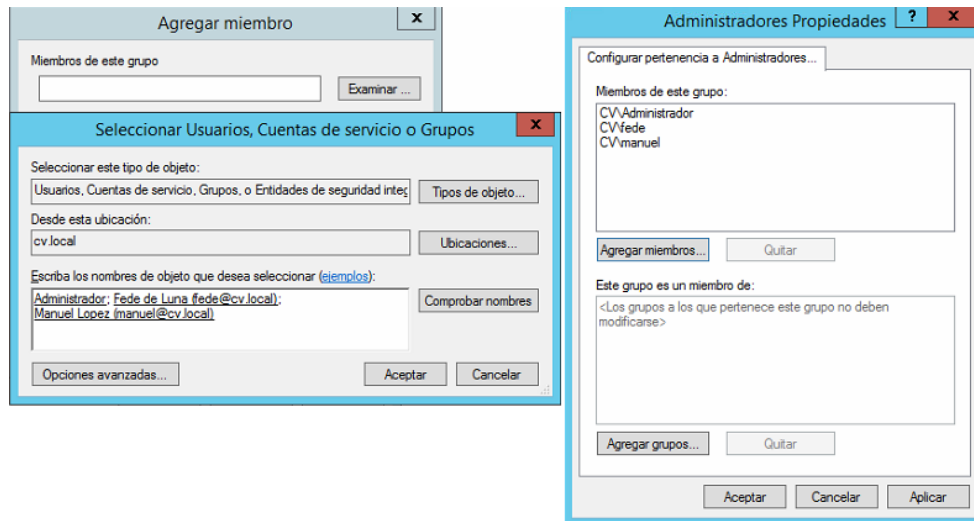 Agregar miembro
x
Miembros de este grupo
Examinar ...
Seleccionar Usuarios, Cuentas de servicio o Grupos
x
Seleccionar este tipo de objeto:
Usuarios, Cuentas de servicio, Grupos, o Entidades de seguridad integ
Tipos de objeto...
Desde esta ubicación:
cv.local
Ubicaciones...
Escriba los nombres de objeto que desea seleccionar (ejemplos):
Administrador; Fede de Luna (fede@cv.local);
Manuel Lopez (manuel@cv.local)
Comprobar nombres
Opciones avanzadas...
Aceptar
Cancelar
Administradores Propiedades
?
x
Configurar pertenencia a Administradores...
Miembros de este grupo:
CV\Administrador
CV\fede
CV\manuel
Agregar miembros...
Quitar
Este grupo es un miembro de:
<Los grupos a los que pertenece este grupo no deben
modificarse>
Agregar grupos...
Quitar
Aceptar
Cancelar
Aplicar